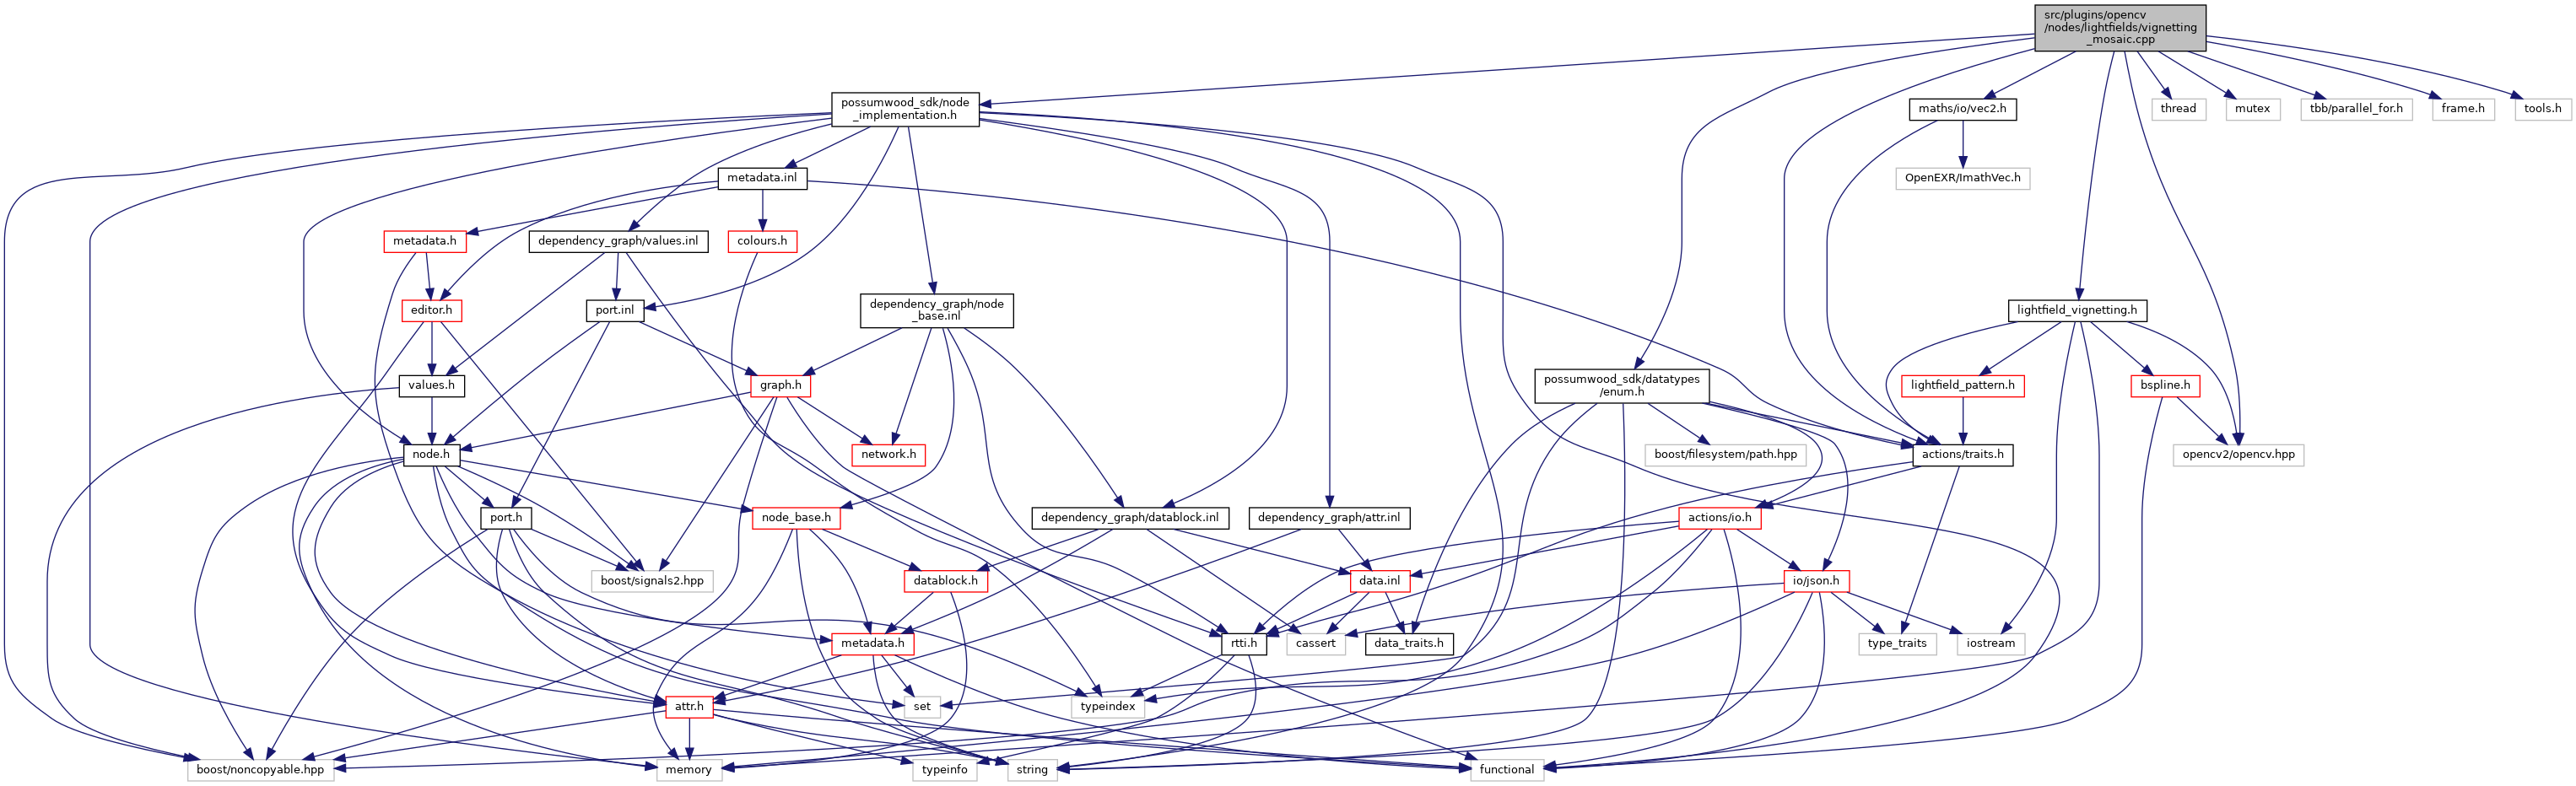 src/plugins/opencv
/nodes/lightfields/vignetting
_mosaic.cpp
possumwood_sdk/node
_implementation.h
maths/io/vec2.h
thread
mutex
tbb/parallel_for.h
frame.h
tools.h
metadata.inl
OpenEXR/ImathVec.h
metadata.h
dependency_graph/values.inl
colours.h
editor.h
port.inl
dependency_graph/node
_base.inl
lightfield_vignetting.h
values.h
graph.h
possumwood_sdk/datatypes
/enum.h
lightfield_pattern.h
bspline.h
node.h
network.h
boost/filesystem/path.hpp
actions/traits.h
opencv2/opencv.hpp
port.h
node_base.h
dependency_graph/datablock.inl
dependency_graph/attr.inl
actions/io.h
boost/signals2.hpp
datablock.h
data.inl
io/json.h
metadata.h
rtti.h
cassert
data_traits.h
type_traits
iostream
attr.h
set
typeindex
boost/noncopyable.hpp
memory
typeinfo
string
functional